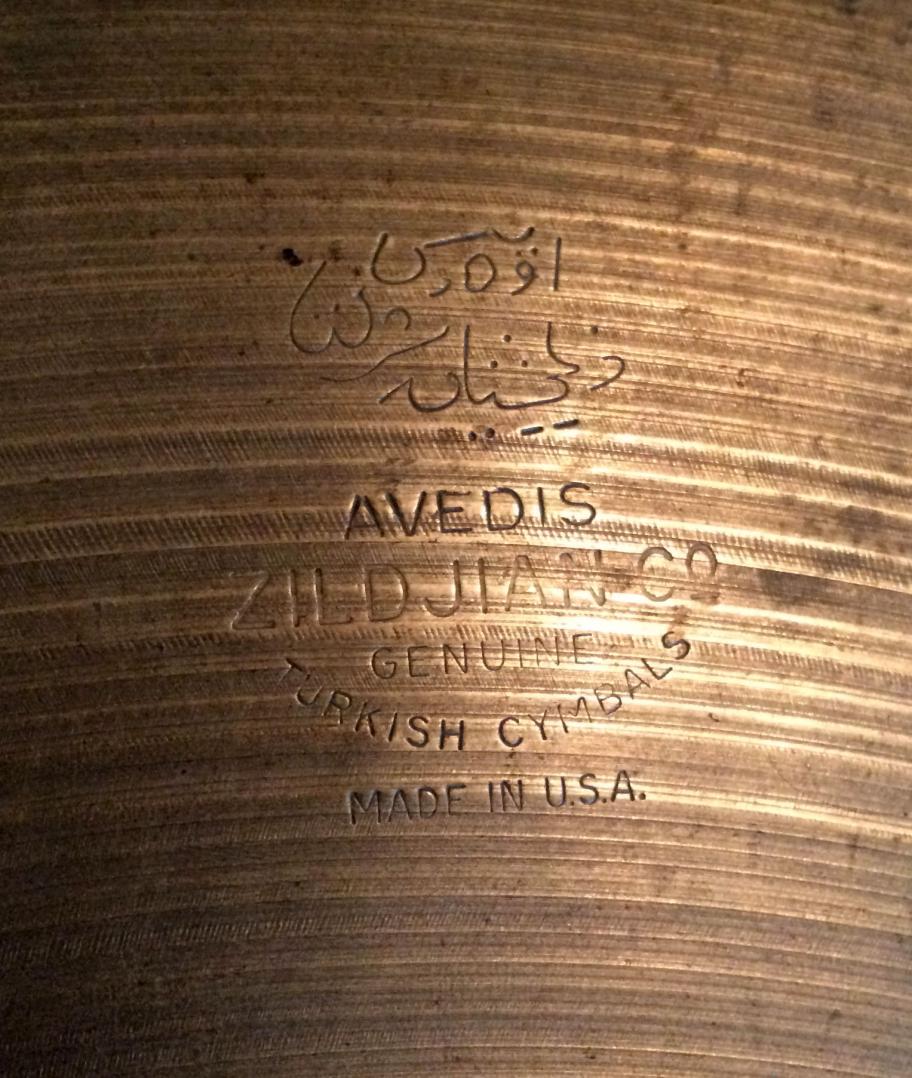 AVEDIS
ZILDJIAN CO
GENUINE
TURKISH CYMBALS
MADE IN U.S.A.